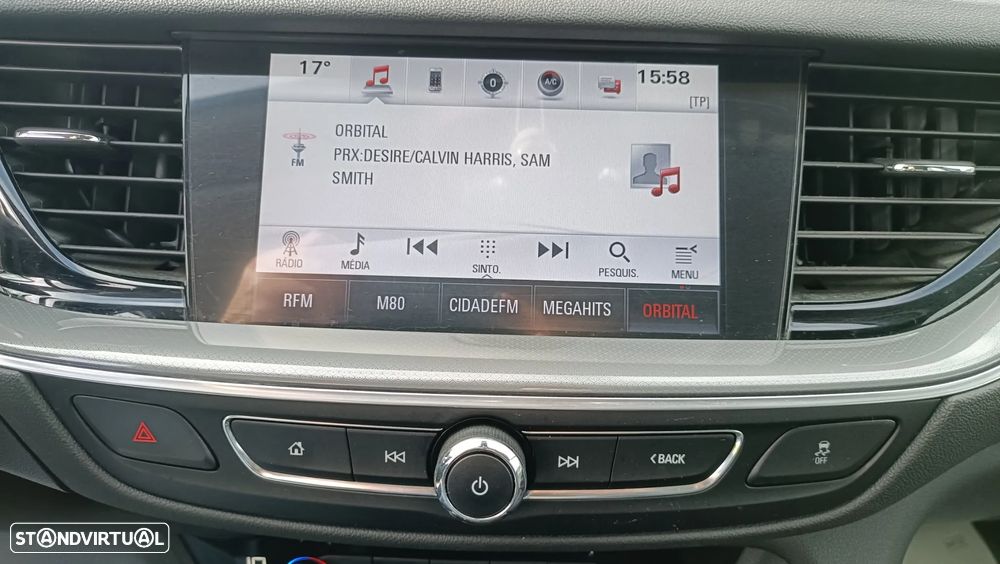 17° 0 A/C 15:58
[TP]
ORBITAL
PRX:DESIRE/CALVIN HARRIS, SAM
SMITH
FM
RÁDIO MÉDIA SINTO. PESQUIS. MENU
RFM M80 CIDADEFM MEGAHITS ORBITAL
BACK
OFF
STANDVIRTUAL